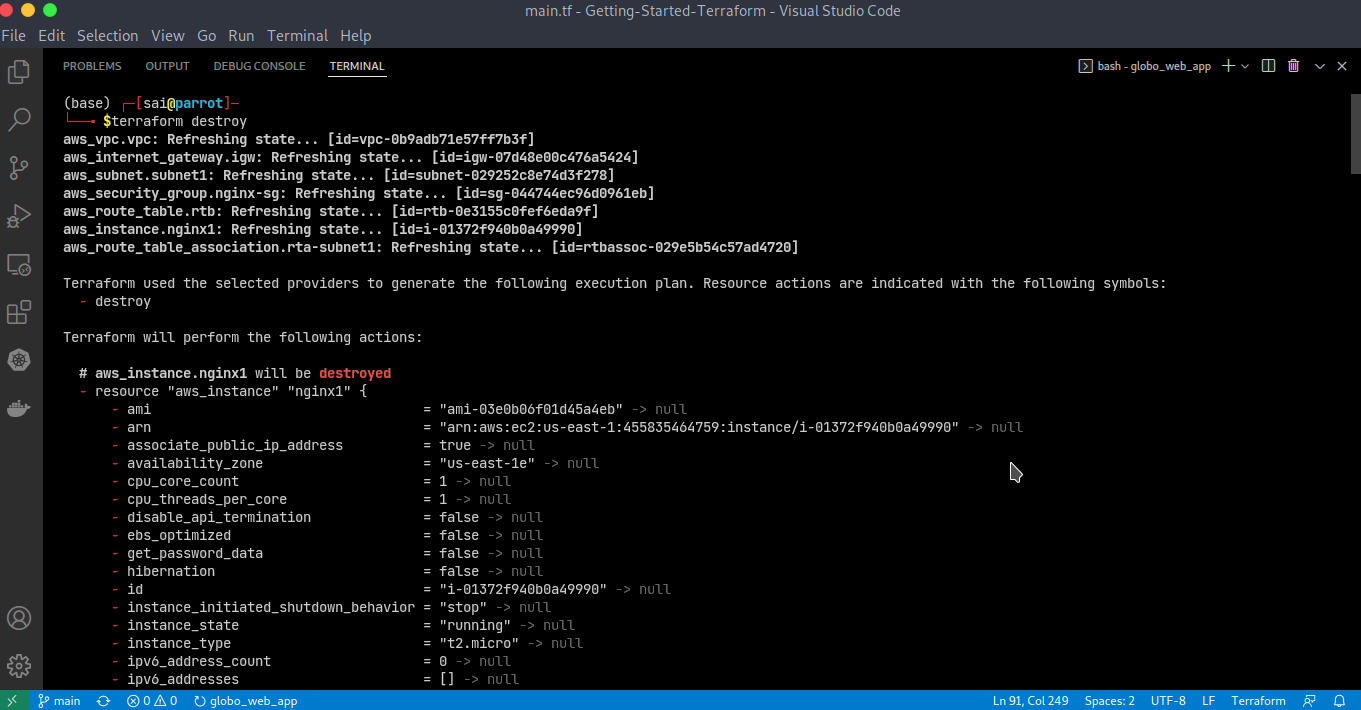 main.tf - Getting-Started-Terraform - Visual Studio Code
File Edit Selection View Go Run Terminal Help
PROBLEMS OUTPUT DEBUG CONSOLE TERMINAL bash - globo_web_app
(base) ┌─[sai@parrot]─
└──╼ $terraform destroy
aws_vpc.vpc: Refreshing state... [id=vpc-0b9adb71e57ff7b3f]
aws_internet_gateway.igw: Refreshing state... [id=igw-07d48e00c476a5424]
aws_subnet.subnet1: Refreshing state... [id=subnet-029252c8e74d3f278]
aws_security_group.nginx-sg: Refreshing state... [id=sg-044744ec96d0961eb]
aws_route_table.rtb: Refreshing state... [id=rtb-0e3155c0fef6eda9f]
aws_instance.nginx1: Refreshing state... [id=i-01372f940b0a49990]
aws_route_table_association.rta-subnet1: Refreshing state... [id=rtbassoc-029e5b54c57ad4720]
Terraform used the selected providers to generate the following execution plan. Resource actions are indicated with the following symbols:
- destroy
Terraform will perform the following actions:
# aws_instance.nginx1 will be destroyed
- resource "aws_instance" "nginx1" {
- ami = "ami-03e0b06f01d45a4eb" -> null
- arn = "arn:aws:ec2:us-east-1:455835464759:instance/i-01372f940b0a49990" -> null
- associate_public_ip_address = true -> null
- availability_zone = "us-east-1e" -> null
- cpu_core_count = 1 -> null
- cpu_threads_per_core = 1 -> null
- disable_api_termination = false -> null
- ebs_optimized = false -> null
- get_password_data = false -> null
- hibernation = false -> null
- id = "i-01372f940b0a49990" -> null
- instance_initiated_shutdown_behavior = "stop" -> null
- instance_state = "running" -> null
- instance_type = "t2.micro" -> null
- ipv6_address_count = 0 -> null
- ipv6_addresses = [] -> null
main 0 0 globo_web_app Ln 91, Col 249 Spaces: 2 UTF-8 LF Terraform